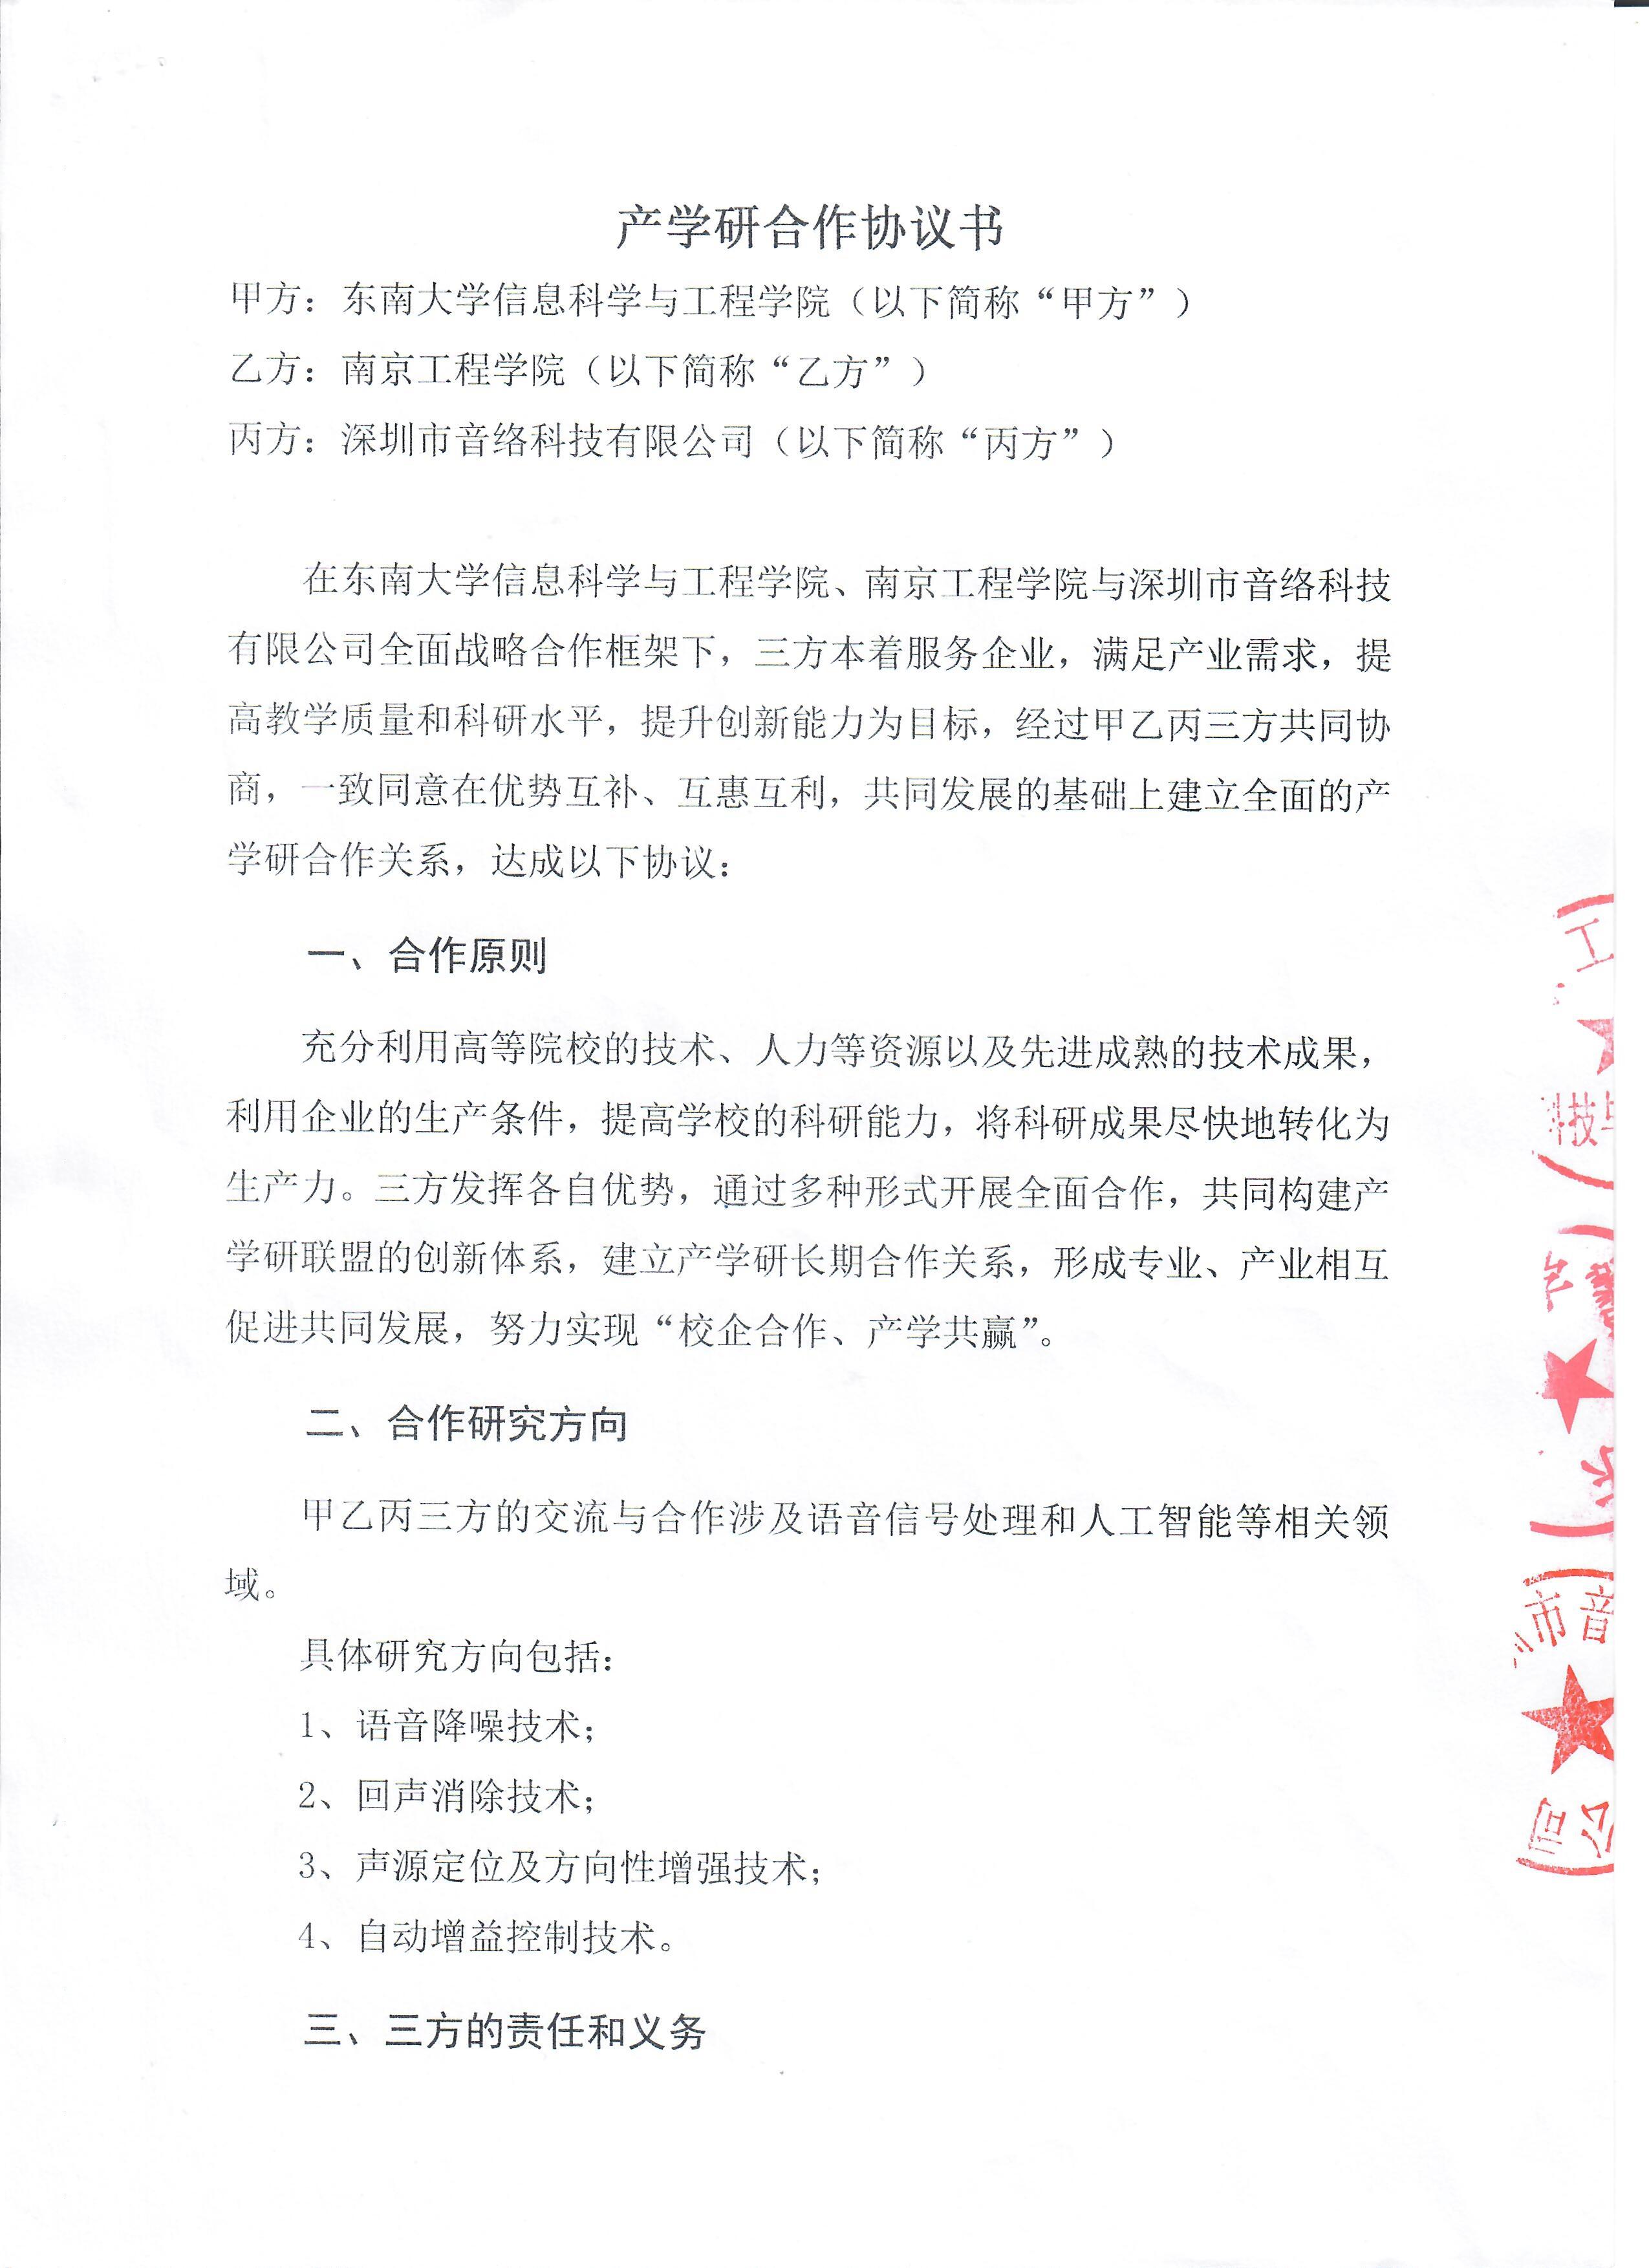 产学研合作协议书
甲方：东南大学信息科学与工程学院（以下简称“甲方”）
乙方：南京工程学院（以下简称“乙方”）
丙方：深圳市音络科技有限公司（以下简称“丙方”）
在东南大学信息科学与工程学院、南京工程学院与深圳市音络科技
有限公司全面战略合作框架下，三方本着服务企业，满足产业需求，提
高教学质量和科研水平，提升创新能力为目标，经过甲乙丙三方共同协
商，一致同意在优势互补、互惠互利，共同发展的基础上建立全面的产
学研合作关系，达成以下协议：
一、合作原则
充分利用高等院校的技术、人力等资源以及先进成熟的技术成果，
利用企业的生产条件，提高学校的科研能力，将科研成果尽快地转化为
生产力。三方发挥各自优势，通过多种形式开展全面合作，共同构建产
学研联盟的创新体系，建立产学研长期合作关系，形成专业、产业相互
促进共同发展，努力实现“校企合作、产学共赢”。
二、合作研究方向
甲乙丙三方的交流与合作涉及语音信号处理和人工智能等相关领
域。
具体研究方向包括：
1、语音降噪技术；
2、回声消除技术；
3、声源定位及方向性增强技术；
4、自动增益控制技术。
三、三方的责任和义务
工
科技与
市音
公司